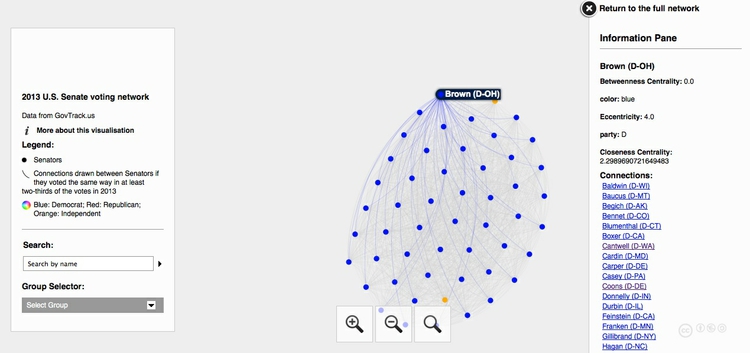 2013 U.S. Senate voting network
Data from GovTrack.us
i More about this visualisation
Legend:
Senators
Connections drawn between Senators if
they voted the same way in at least
two-thirds of the votes in 2013
Blue: Democrat; Red: Republican;
Orange: Independent
Search:
Search by name
Group Selector:
Select Group
Brown (D-OH)
Return to the full network
Information Pane
Brown (D-OH)
Betweenness Centrality: 0.0
color: blue
Eccentricity: 4.0
party: D
Closeness Centrality:
2.2989690721649483
Connections:
Baldwin (D-WI)
Baucus (D-MT)
Begich (D-AK)
Bennet (D-CO)
Blumenthal (D-CT)
Boxer (D-CA)
Cantwell (D-WA)
Cardin (D-MD)
Carper (D-DE)
Casey (D-PA)
Coons (D-DE)
Donnelly (D-IN)
Durbin (D-IL)
Feinstein (D-CA)
Franken (D-MN)
Gillibrand (D-NY)
Hagan (D-NC)